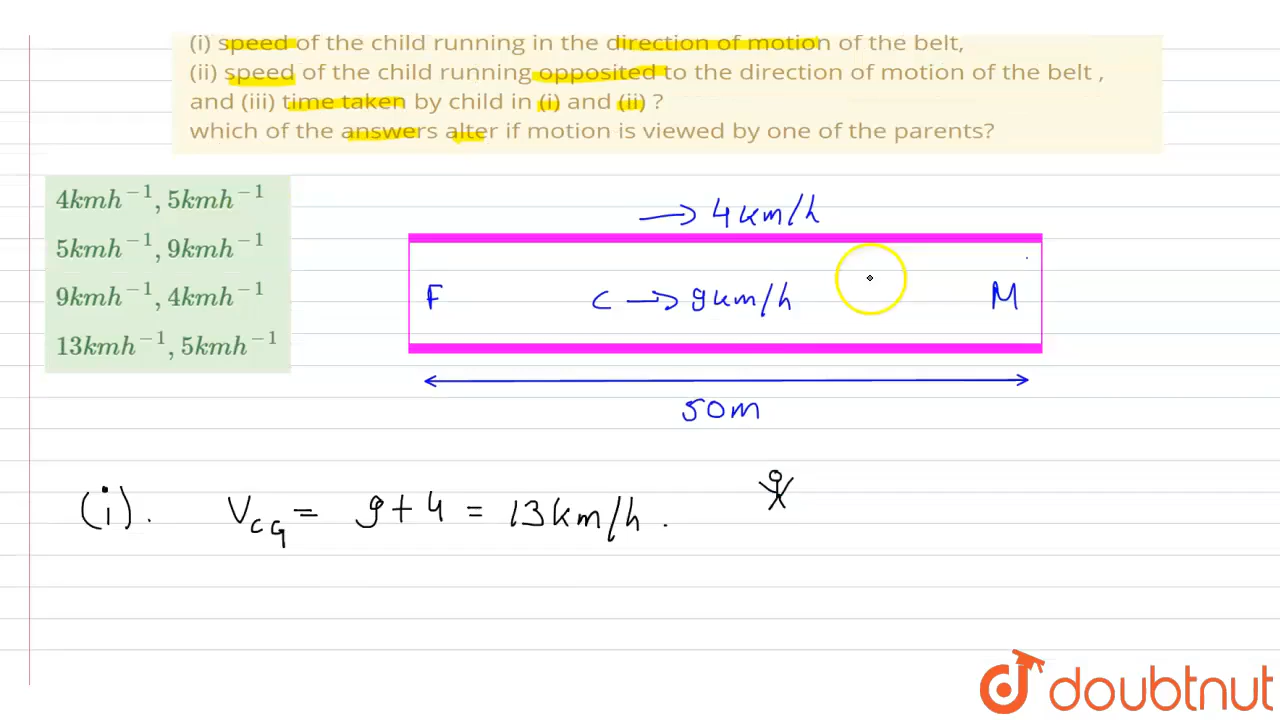 (i) speed of the child running in the direction of motion of the belt,
(ii) speed of the child running opposited to the direction of motion of the belt ,
and (iii) time taken by child in (i) and (ii) ?
which of the answers alter if motion is viewed by one of the parents?
4kmh⁻¹, 5kmh⁻¹
5kmh⁻¹, 9kmh⁻¹
9kmh⁻¹, 4kmh⁻¹
13kmh⁻¹, 5kmh⁻¹
→ 4km/h
F C → 9km/h M
50m
(i). V_CG = 9+4 = 13km/h.
doubtnut